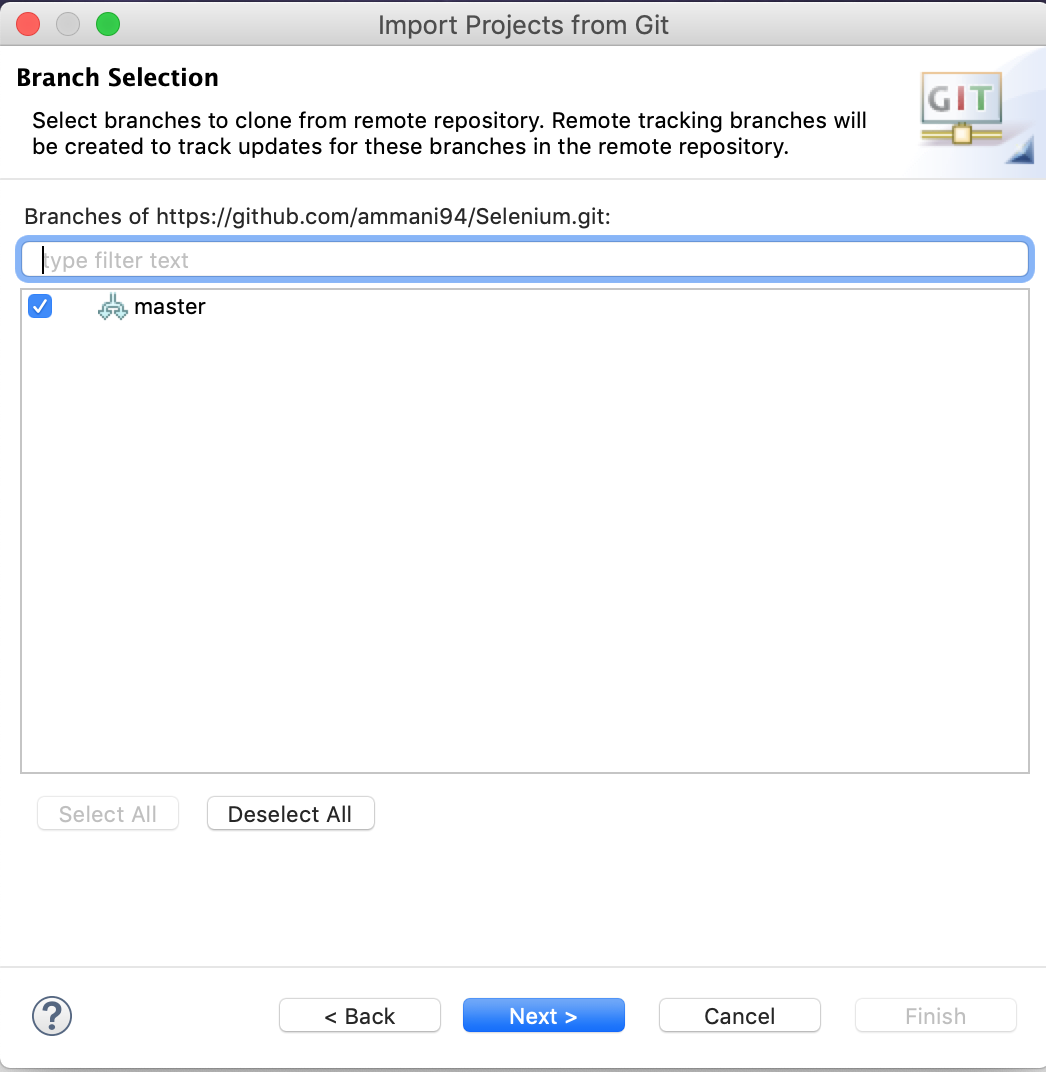 Import Projects from Git
Branch Selection
GIT
Select branches to clone from remote repository. Remote tracking branches will
be created to track updates for these branches in the remote repository.
Branches of https://github.com/ammani94/Selenium.git:
type filter text
master
Select All
Deselect All
?
< Back
Next >
Cancel
Finish